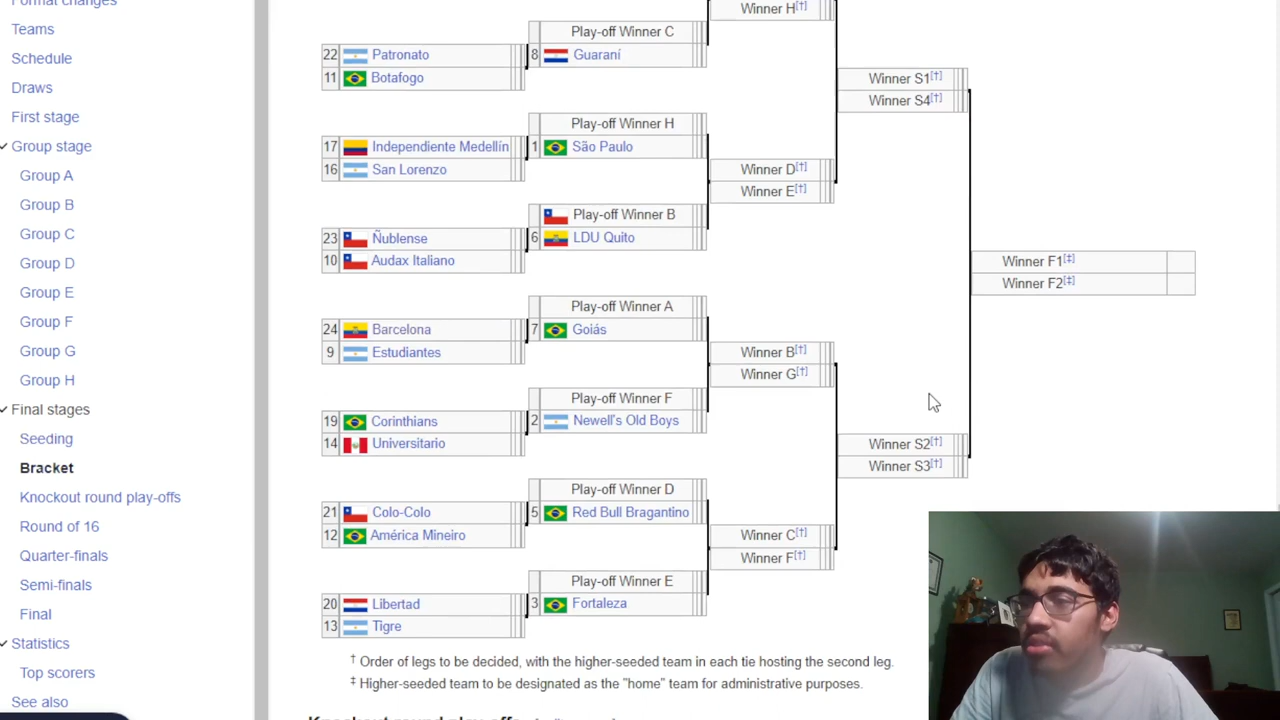 Format changes
Teams
Schedule
Draws
First stage
Group stage
Group A
Group B
Group C
Group D
Group E
Group F
Group G
Group H
Final stages
Seeding
Bracket
Knockout round play-offs
Round of 16
Quarter-finals
Semi-finals
Final
Statistics
Top scorers
See also
22 Patronato
11 Botafogo
17 Independiente Medellín
16 San Lorenzo
23 Ñublense
10 Audax Italiano
24 Barcelona
9 Estudiantes
19 Corinthians
14 Universitario
21 Colo-Colo
12 América Mineiro
20 Libertad
13 Tigre
Play-off Winner C
8 Guaraní
Play-off Winner H
1 São Paulo
Play-off Winner B
6 LDU Quito
Play-off Winner A
7 Goiás
Play-off Winner F
2 Newell's Old Boys
Play-off Winner D
5 Red Bull Bragantino
Play-off Winner E
3 Fortaleza
Winner H[†]
Winner D[†]
Winner E[†]
Winner B[†]
Winner G[†]
Winner C[†]
Winner F[†]
Winner S1[†]
Winner S4[†]
Winner S2[†]
Winner S3[†]
Winner F1[‡]
Winner F2[‡]
† Order of legs to be decided, with the higher-seeded team in each tie hosting the second leg.
‡ Higher-seeded team to be designated as the "home" team for administrative purposes.
Knockout round play-offs